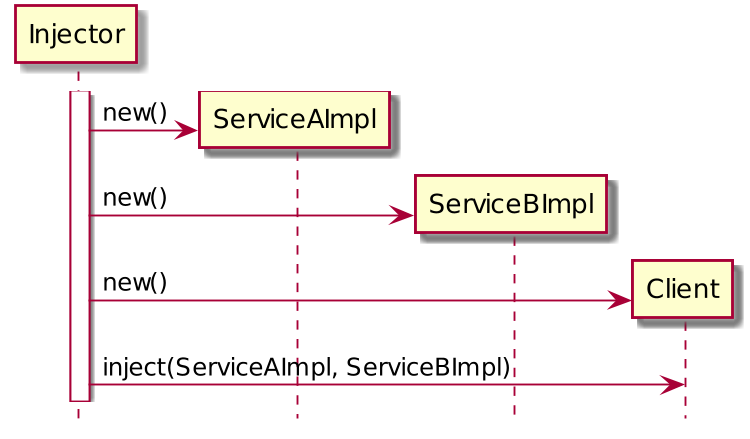 Injector
new()
ServiceAImpl
new()
ServiceBImpl
new()
Client
inject(ServiceAImpl, ServiceBImpl)